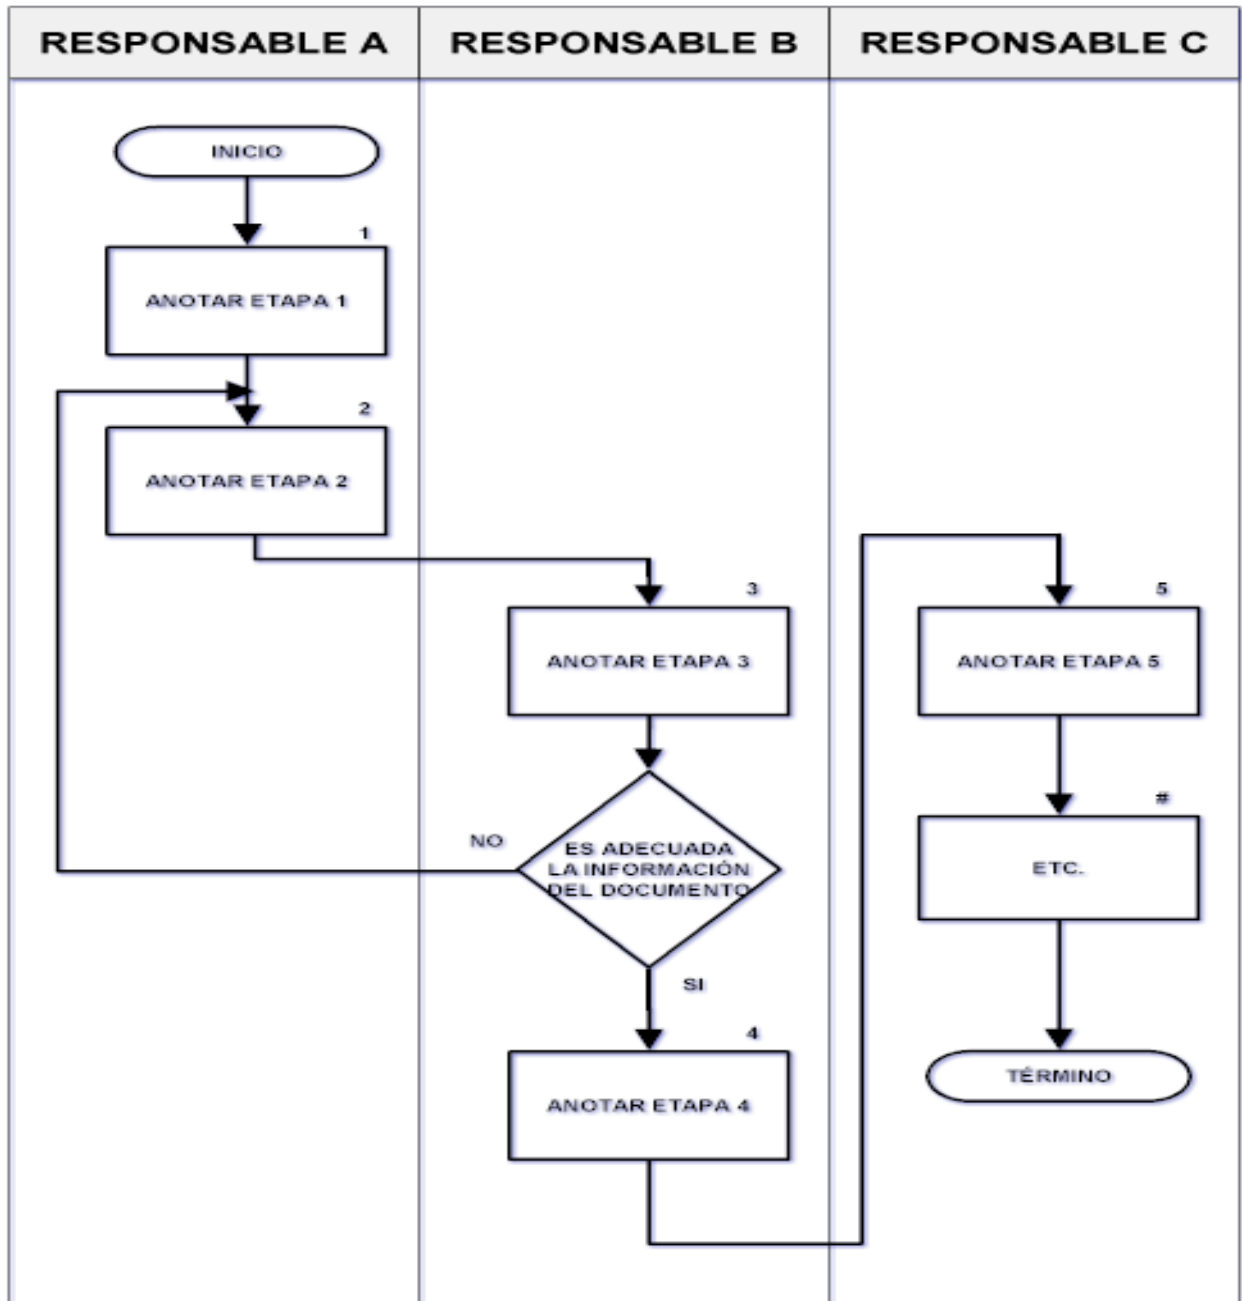 RESPONSABLE A
RESPONSABLE B
RESPONSABLE C
INICIO
1
ANOTAR ETAPA 1
2
ANOTAR ETAPA 2
3
ANOTAR ETAPA 3
NO
ES ADECUADA
LA INFORMACIÓN
DEL DOCUMENTO
SI
4
ANOTAR ETAPA 4
5
ANOTAR ETAPA 5
#
ETC.
TÉRMINO